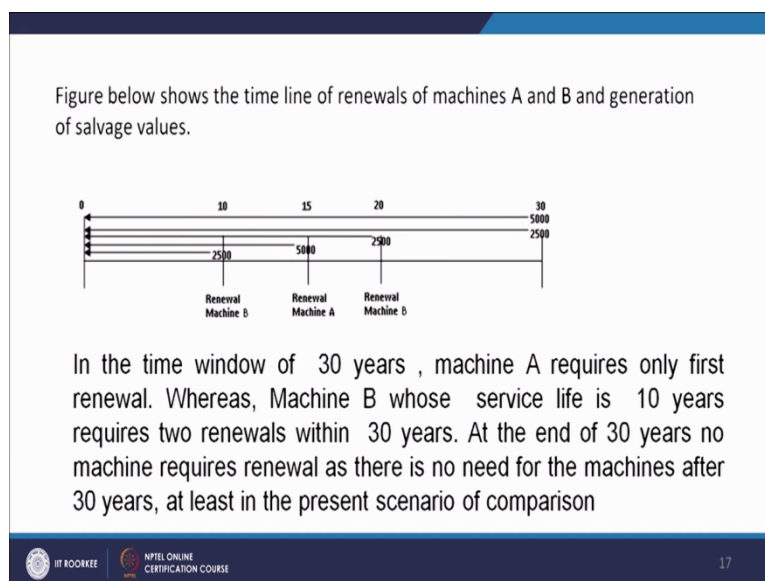 Figure below shows the time line of renewals of machines A and B and generation
of salvage values.
0 10 15 20 30
5000
2500
2500
5000
2500
Renewal Machine B
Renewal Machine A
Renewal Machine B
In the time window of 30 years , machine A requires only first
renewal. Whereas, Machine B whose service life is 10 years
requires two renewals within 30 years. At the end of 30 years no
machine requires renewal as there is no need for the machines after
30 years, at least in the present scenario of comparison
IIT ROORKEE
NPTEL ONLINE
CERTIFICATION COURSE
17